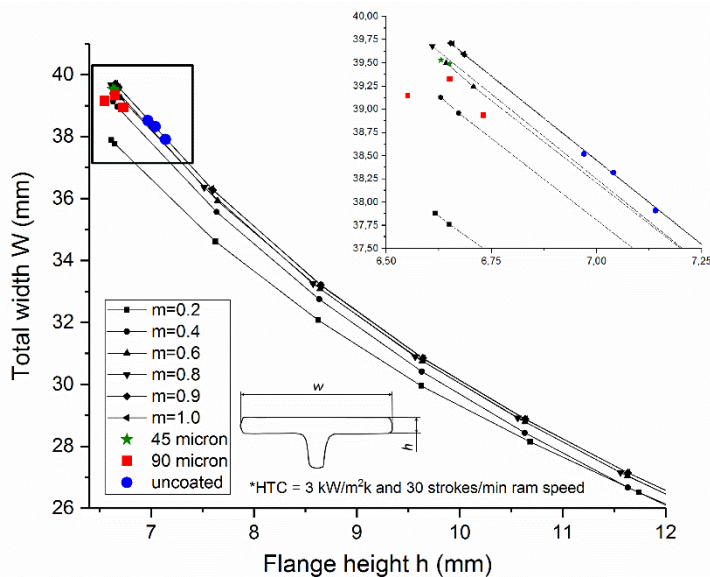 Total width W (mm)
40
38
36
34
32
30
28
26
7
8
9
10
11
12
Flange height h (mm)
40,00
39,75
39,50
39,25
39,00
38,75
38,50
38,25
38,00
37,75
37,50
6,50
6,75
7,00
7,25
m=0.2
m=0.4
m=0.6
m=0.8
m=0.9
m=1.0
45 micron
90 micron
uncoated
w
h
*HTC = 3 kW/m²k and 30 strokes/min ram speed